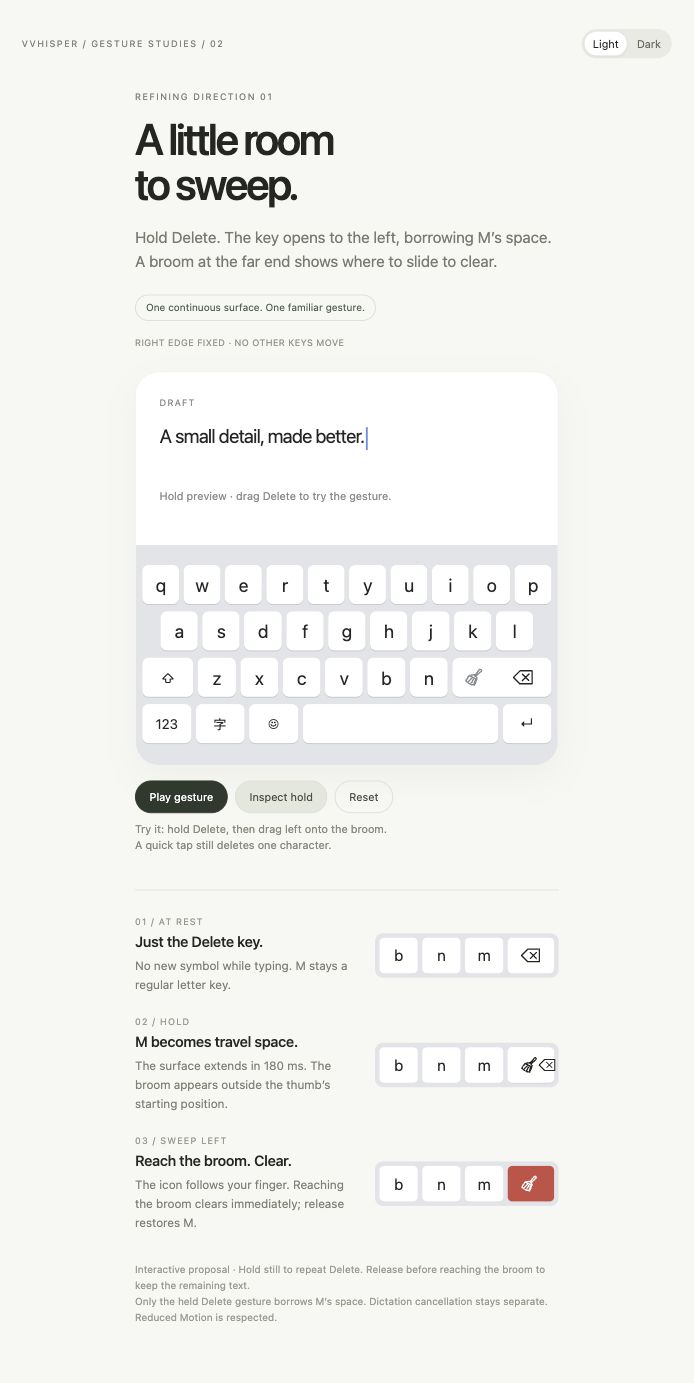 VVHISPER / GESTURE STUDIES / 02
Light Dark
REFINING DIRECTION 01
A little room
to sweep.
Hold Delete. The key opens to the left, borrowing M’s space.
A broom at the far end shows where to slide to clear.
One continuous surface. One familiar gesture.
RIGHT EDGE FIXED · NO OTHER KEYS MOVE
DRAFT
A small detail, made better.
Hold preview · drag Delete to try the gesture.
q w e r t y u i o p
a s d f g h j k l
z x c v b n
123 字
Play gesture Inspect hold Reset
Try it: hold Delete, then drag left onto the broom.
A quick tap still deletes one character.
01 / AT REST
Just the Delete key.
No new symbol while typing. M stays a
regular letter key.
b n m
02 / HOLD
M becomes travel space.
The surface extends in 180 ms. The
broom appears outside the thumb’s
starting position.
b n m
03 / SWEEP LEFT
Reach the broom. Clear.
The icon follows your finger. Reaching
the broom clears immediately; release
restores M.
b n m
Interactive proposal · Hold still to repeat Delete. Release before reaching the broom to
keep the remaining text.
Only the held Delete gesture borrows M’s space. Dictation cancellation stays separate.
Reduced Motion is respected.